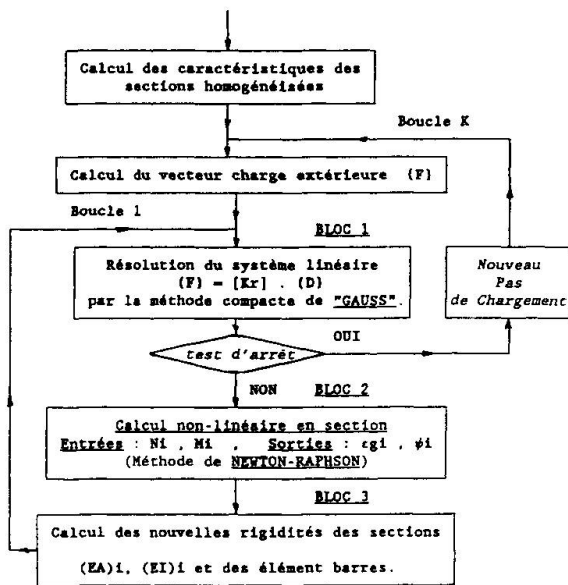 Calcul des caractéristiques des
sections homogénéisées
Boucle K
Calcul du vecteur charge extérieure {F}
Boucle 1
BLOC 1
Résolution du système linéaire
{F} = [Kr] . {D}
par la méthode compacte de "GAUSS".
Nouveau
Pas
de Chargement
OUI
test d'arrêt
NON BLOC 2
Calcul non-linéaire en section
Entrées : Ni , Mi , Sorties : εgi , ψi
(Méthode de NEWTON-RAPHSON)
BLOC 3
Calcul des nouvelles rigidités des sections
(EA)i, (EI)i et des élément barres.